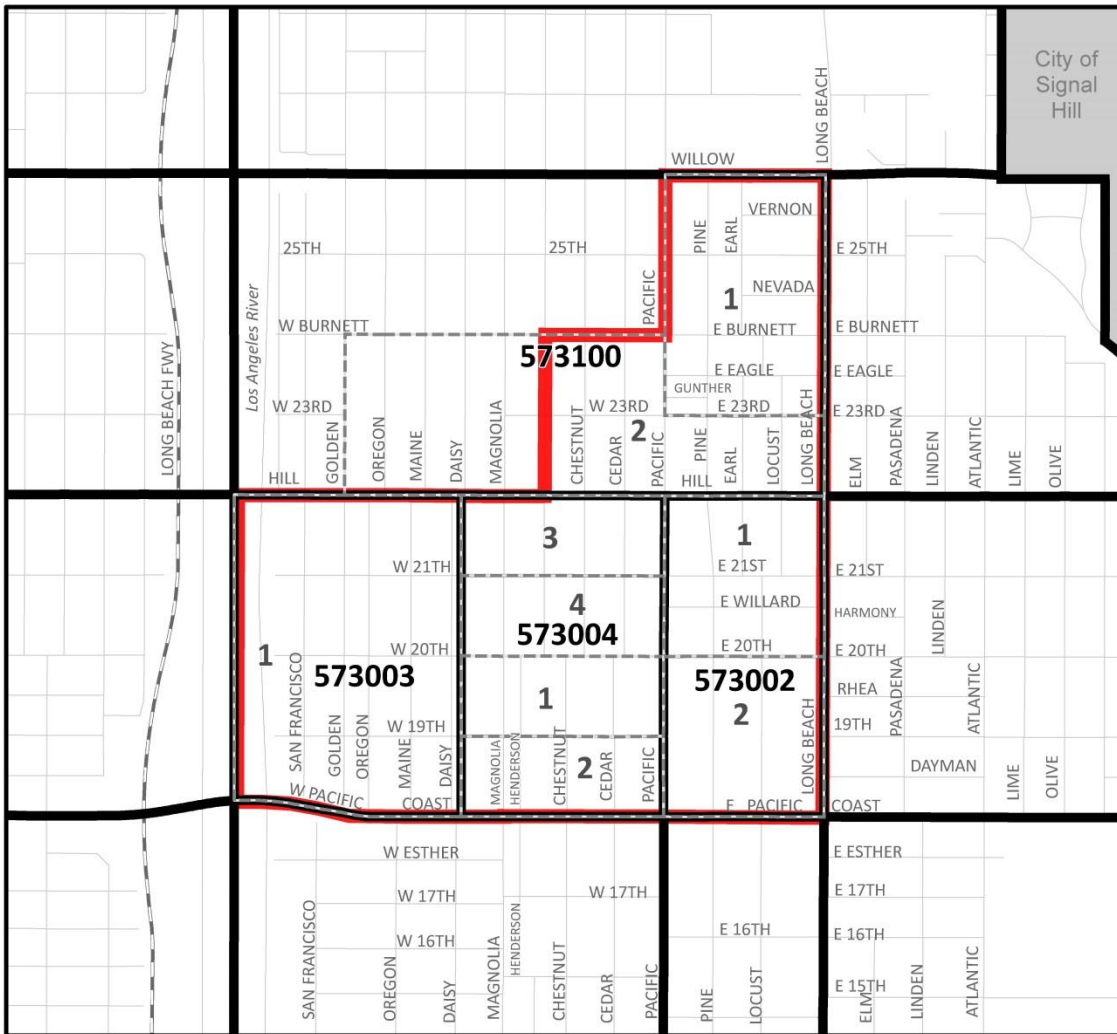 City of
Signal
Hill
LONG BEACH
WILLOW
VERNON
PINE
EARL
25TH
25TH
E 25TH
LONG BEACH FWY
Los Angeles River
PACIFIC
NEVADA
1
W BURNETT
E BURNETT
E BURNETT
573100
E EAGLE
E EAGLE
GUNTHER
W 23RD
W 23RD
E 23RD
E 23RD
2
GOLDEN
OREGON
MAINE
DAISY
MAGNOLIA
CHESTNUT
CEDAR
PACIFIC
PINE
EARL
LOCUST
LONG BEACH
ELM
PASADENA
LINDEN
ATLANTIC
LIME
OLIVE
HILL
HILL
3
1
W 21TH
E 21ST
E 21ST
4
E WILLARD
HARMONY
LINDEN
573004
E 20TH
E 20TH
W 20TH
1
573003
573002
RHEA
PASADENA
ATLANTIC
1
2
19TH
W 19TH
SAN FRANCISCO
GOLDEN
OREGON
MAINE
DAISY
MAGNOLIA
HENDERSON
CHESTNUT
2
CEDAR
PACIFIC
LONG BEACH
DAYMAN
LIME
OLIVE
W PACIFIC
COAST
E PACIFIC
COAST
W ESTHER
E ESTHER
W 17TH
W 17TH
E 17TH
W 16TH
E 16TH
E 16TH
E 15TH
SAN FRANCISCO
OREGON
DAISY
MAGNOLIA
HENDERSON
CHESTNUT
CEDAR
PACIFIC
PINE
LOCUST
ELM
LINDEN
ATLANTIC